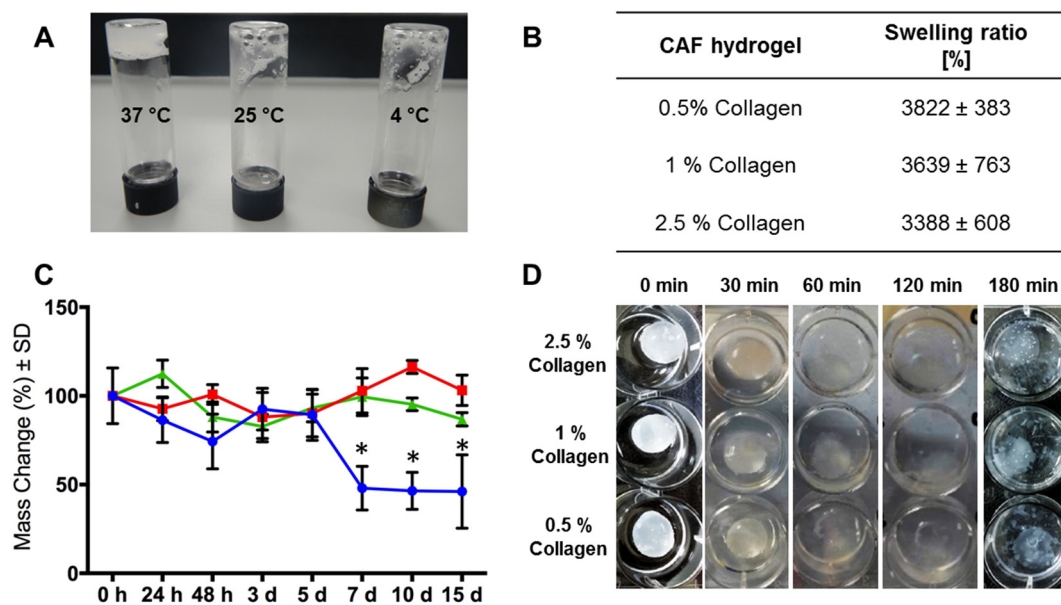 A
37 °C
25 °C
4 °C
B
CAF hydrogel
Swelling ratio
[%]
0.5% Collagen
3822 ± 383
1 % Collagen
3639 ± 763
2.5 % Collagen
3388 ± 608
C
Mass Change (%) ± SD
150
100
50
0
* * *
0 h 24 h 48 h 3 d 5 d 7 d 10 d 15 d
D
0 min 30 min 60 min 120 min 180 min
2.5 %
Collagen
1 %
Collagen
0.5 %
Collagen